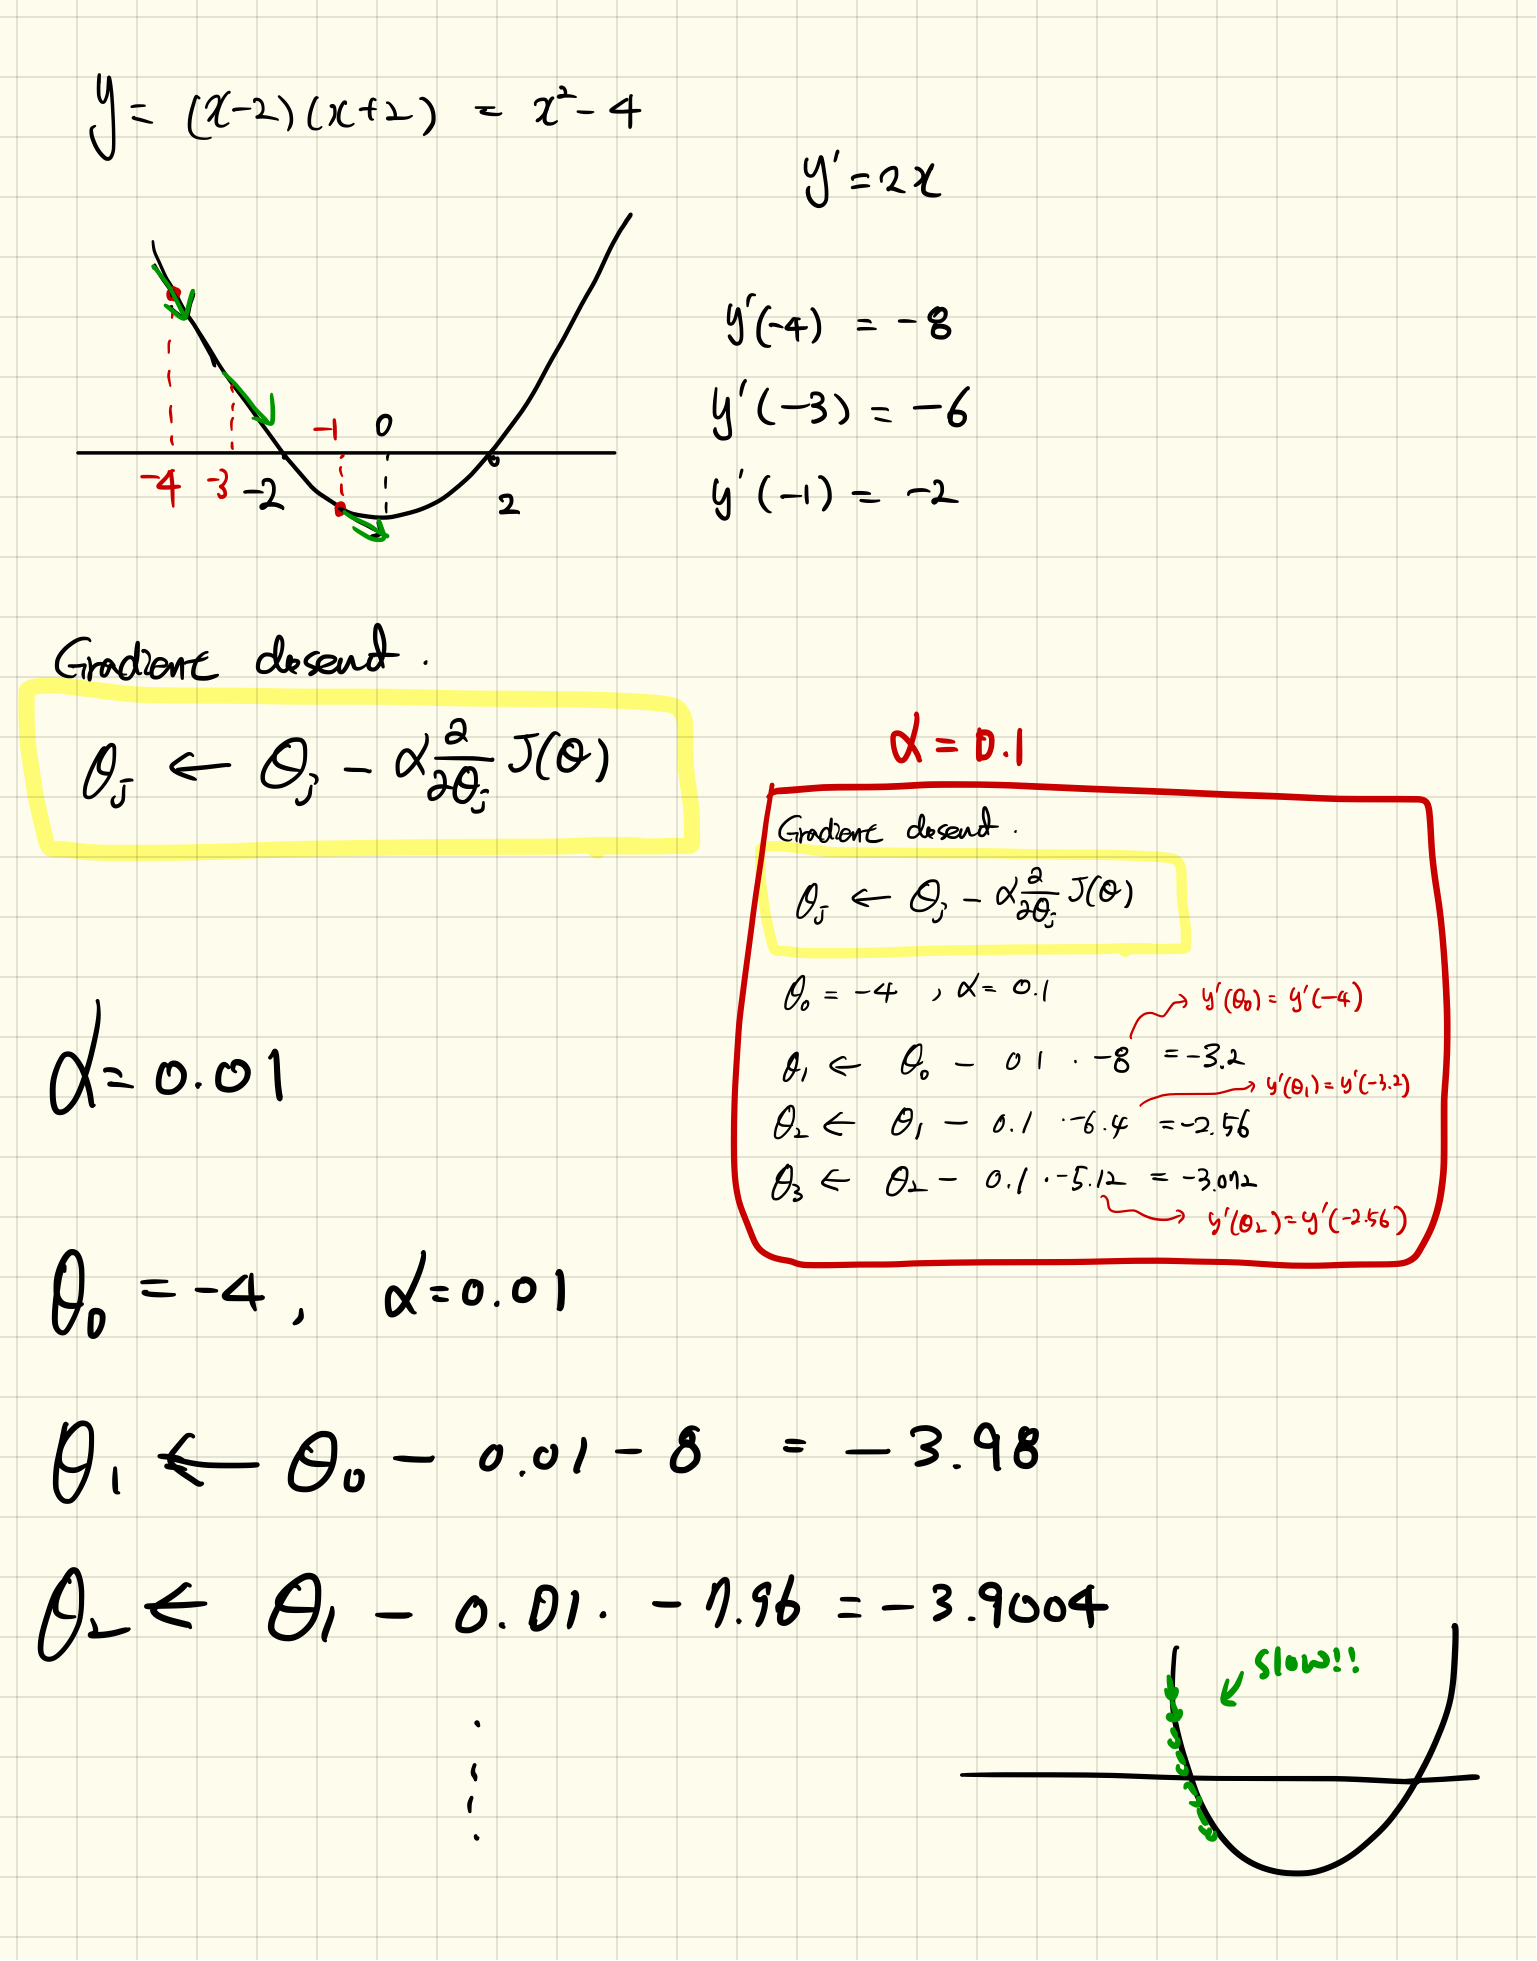 y = (x-2)(x+2) = x² - 4
y' = 2x
y'(-4) = -8
y'(-3) = -6
y'(-1) = -2
-1 0
-4 -3 -2 2
Gradient desend.
θj ← θj - α ∂/∂θj J(θ)
α = 0.1
Gradient desend.
θj ← θj - α ∂/∂θj J(θ)
θ₀ = -4 , α = 0.1
y'(θ₀) = y'(-4)
θ₁ ← θ₀ - 0 1 · -8 = -3.2
y'(θ₁) = y'(-3.2)
θ₂ ← θ₁ - 0.1 · -6.4 = -2.56
θ₃ ← θ₂ - 0.1 · -5.12 = -3.072
y'(θ₂) = y'(-2.56)
α = 0.01
θ₀ = -4 , α = 0.01
θ₁ ← θ₀ - 0.01 - 8 = -3.98
θ₂ ← θ₁ - 0.01 · -7.96 = -3.9004
slow!!